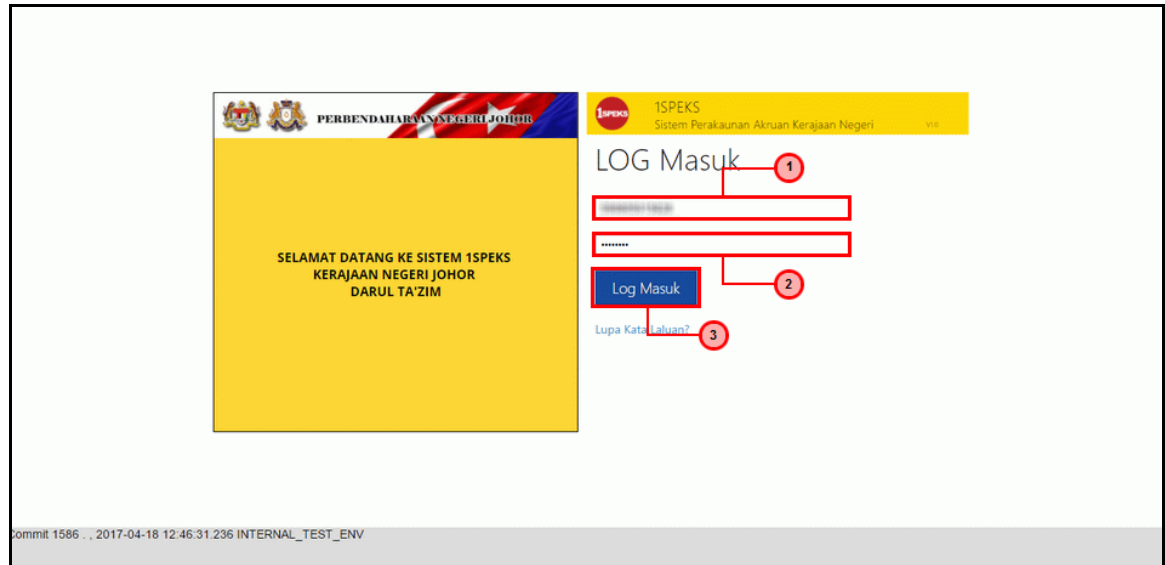 PERBENDAHARAAN NEGERI JOHOR
SELAMAT DATANG KE SISTEM 1SPEKS
KERAJAAN NEGERI JOHOR
DARUL TA'ZIM
1SPEKS
1SPEKS
Sistem Perakaunan Akruan Kerajaan Negeri
V1.0
LOG Masuk
1
2
Log Masuk
Lupa Kata Laluan?
3
Commit 1586 . , 2017-04-18 12:46:31.236 INTERNAL_TEST_ENV